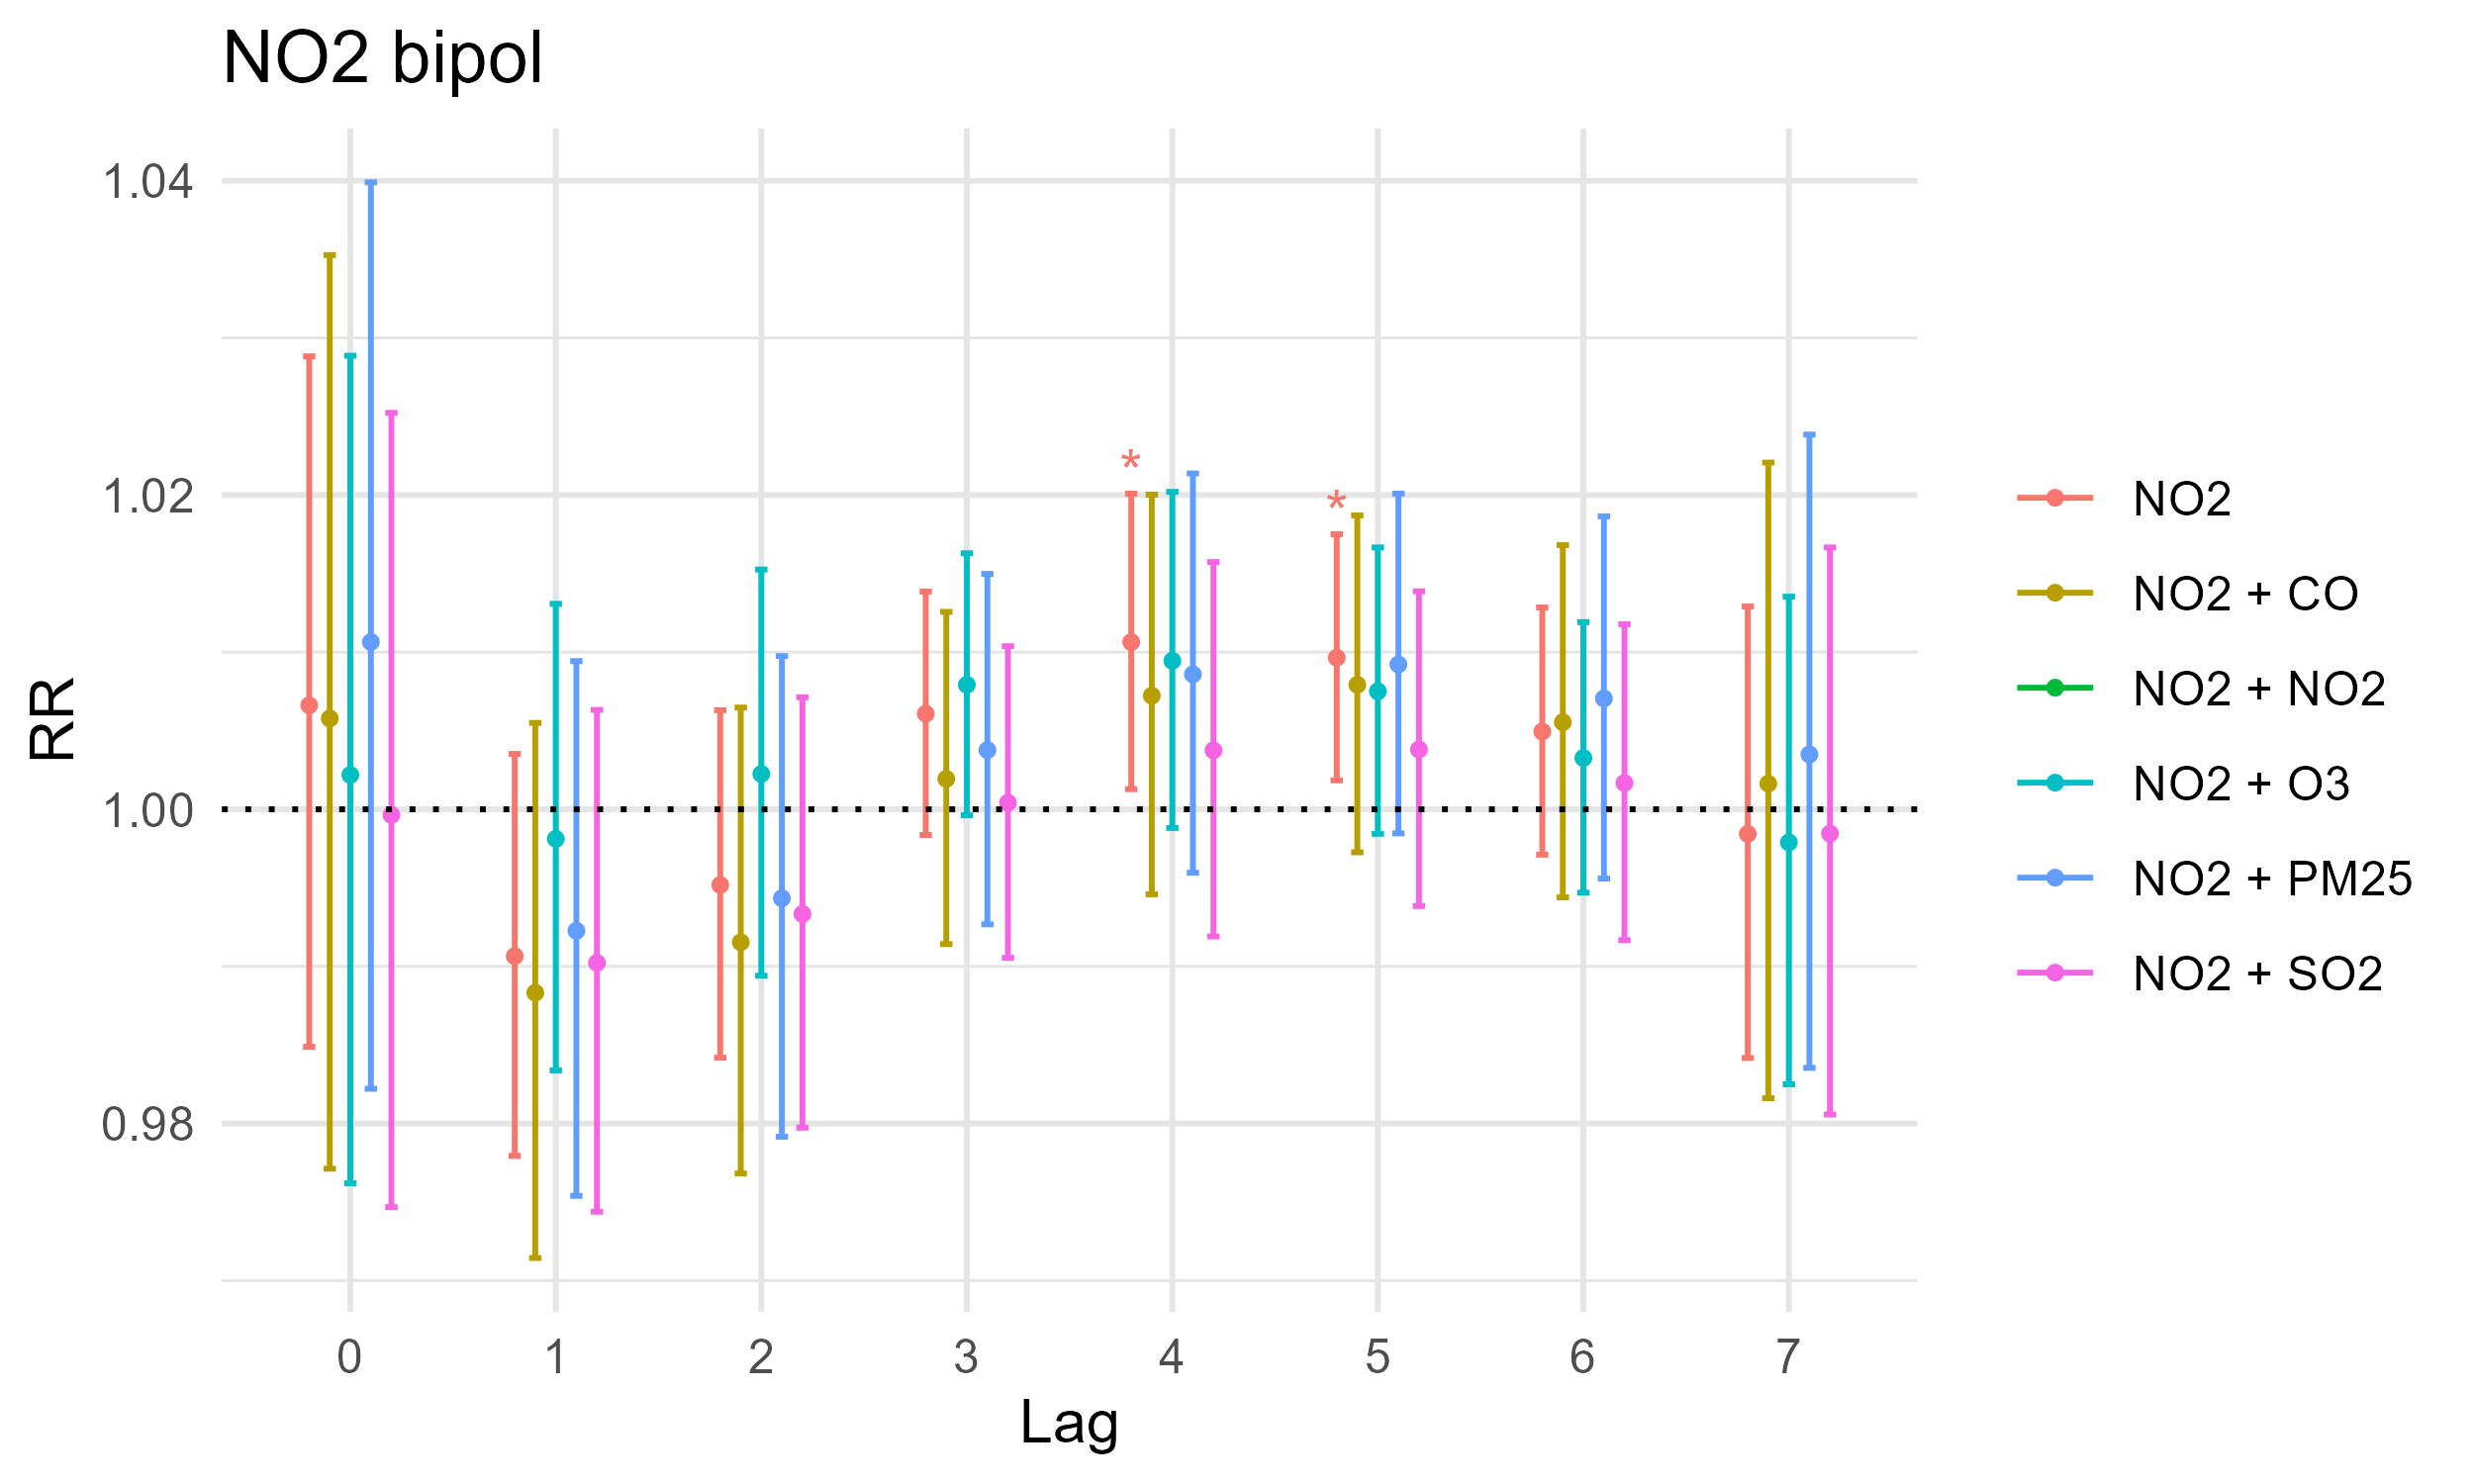 NO2 bipol
1.04
1.02
1.00
0.98
RR
*
*
0 1 2 3 4 5 6 7
Lag
NO2
NO2 + CO
NO2 + NO2
NO2 + O3
NO2 + PM25
NO2 + SO2